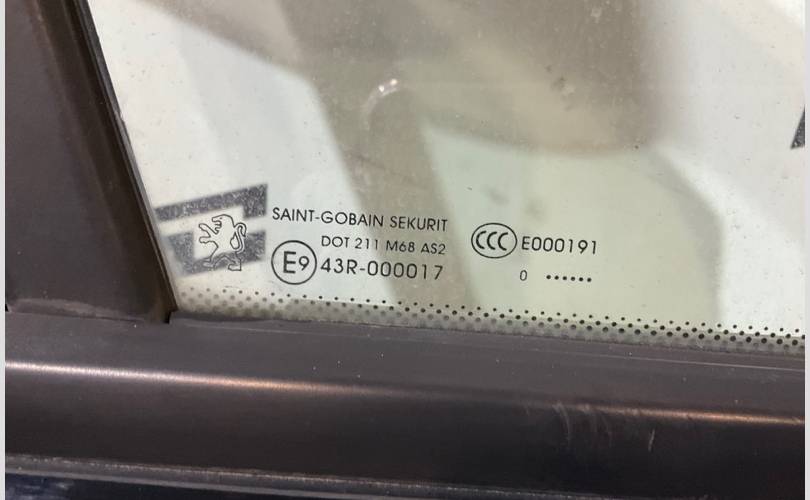 SAINT-GOBAIN SEKURIT
DOT 211 M68 AS2
E9 43R-000017
CCC E000191
0 ••••••